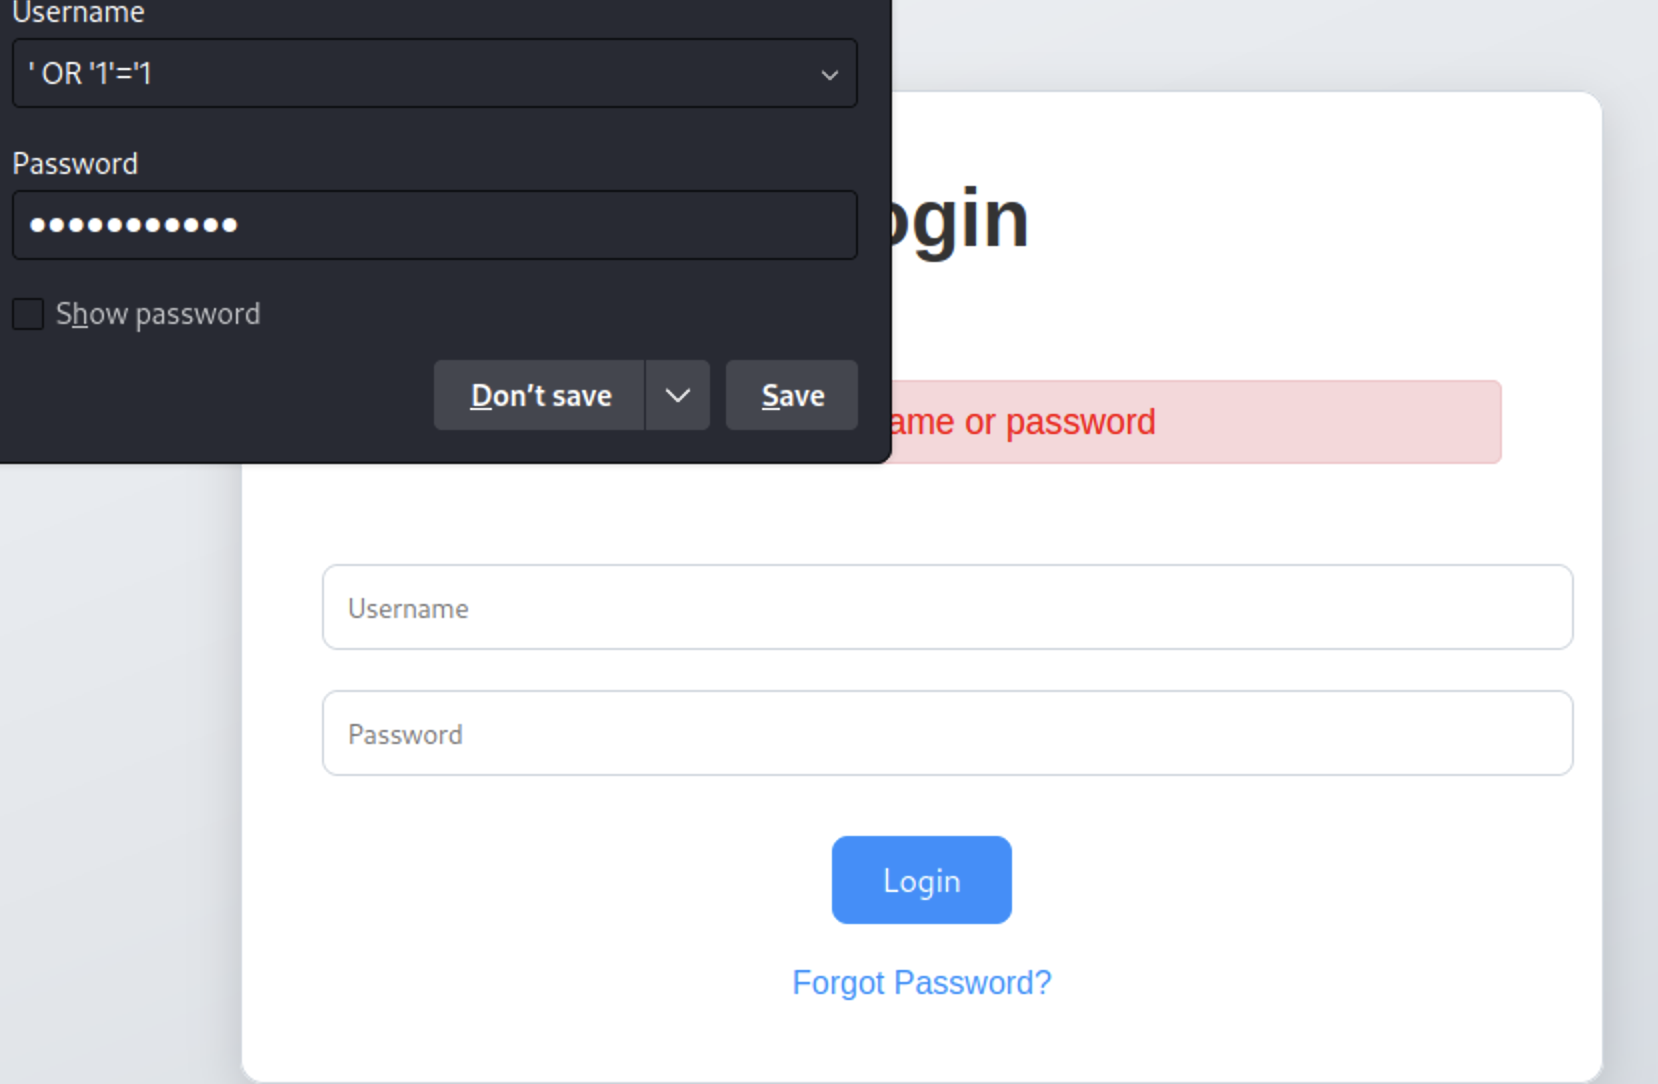 Username
' OR '1'='1
Password
•••••••••••
Show password
Don't save
Save
ogin
ame or password
Username
Password
Login
Forgot Password?